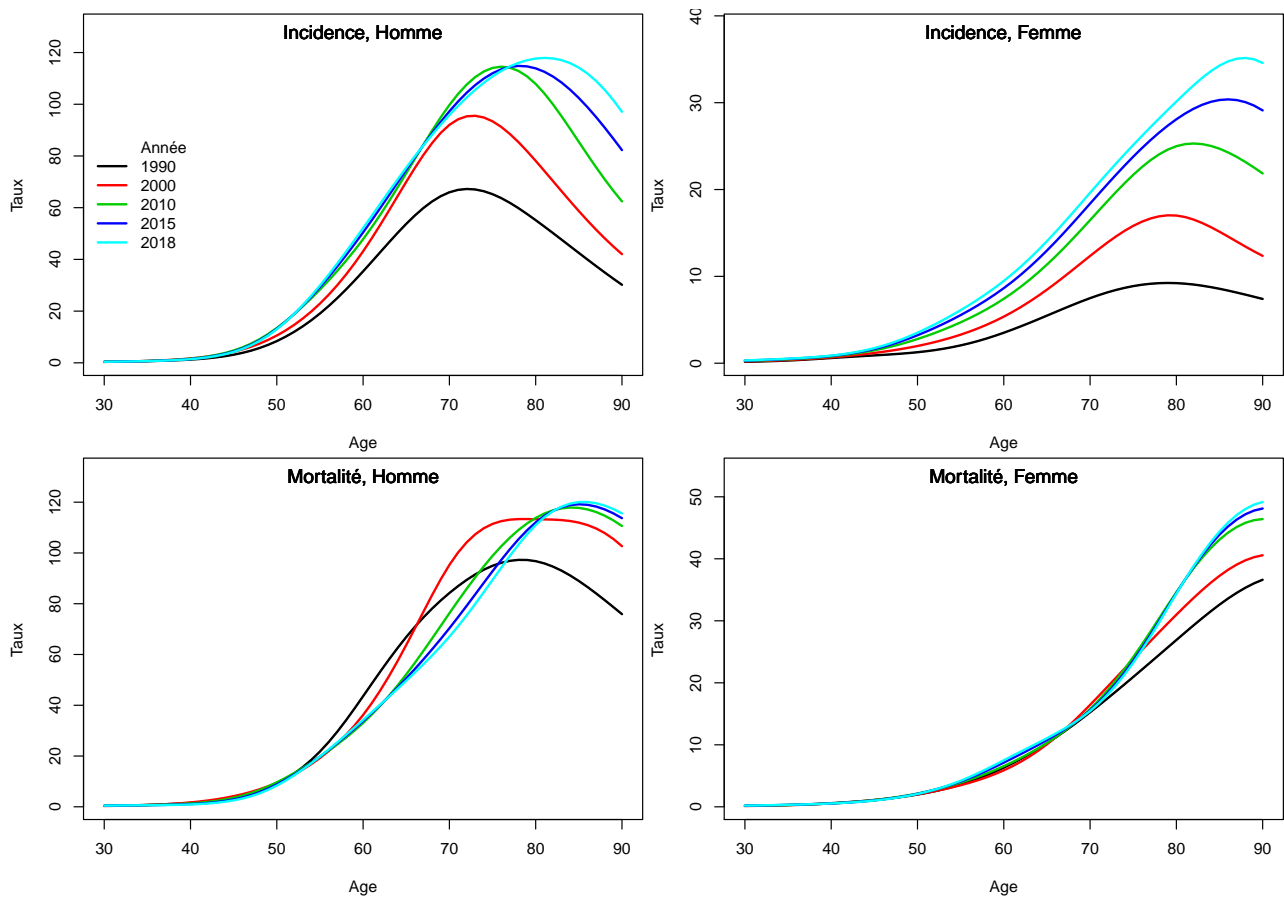 Incidence, Homme
Taux
0
20
40
60
80
100
120
Année
1990
2000
2010
2015
2018
30 40 50 60 70 80 90
Age
Incidence, Femme
Taux
0
10
20
30
40
30 40 50 60 70 80 90
Age
Mortalité, Homme
Taux
0
20
40
60
80
100
120
30 40 50 60 70 80 90
Age
Mortalité, Femme
Taux
0
10
20
30
40
50
30 40 50 60 70 80 90
Age